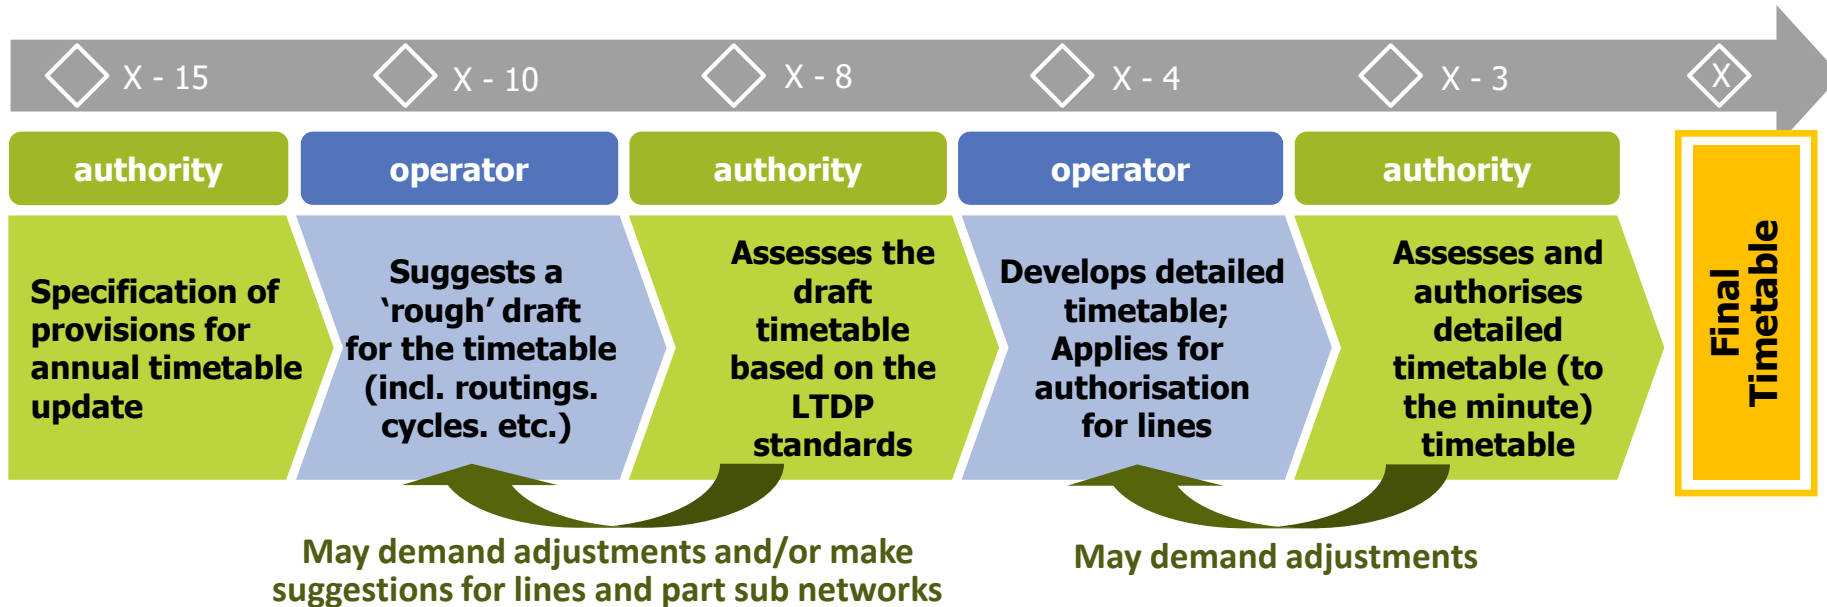 X - 15
X - 10
X - 8
X - 4
X - 3
X
authority
operator
authority
operator
authority
Specification of
provisions for
annual timetable
update
Suggests a
‘rough’ draft
for the timetable
(incl. routings.
cycles. etc.)
Assesses the
draft
timetable
based on the
LTDP
standards
Develops detailed
timetable;
Applies for
authorisation
for lines
Assesses and
authorises
detailed
timetable (to
the minute)
timetable
Final
Timetable
May demand adjustments and/or make
suggestions for lines and part sub networks
May demand adjustments